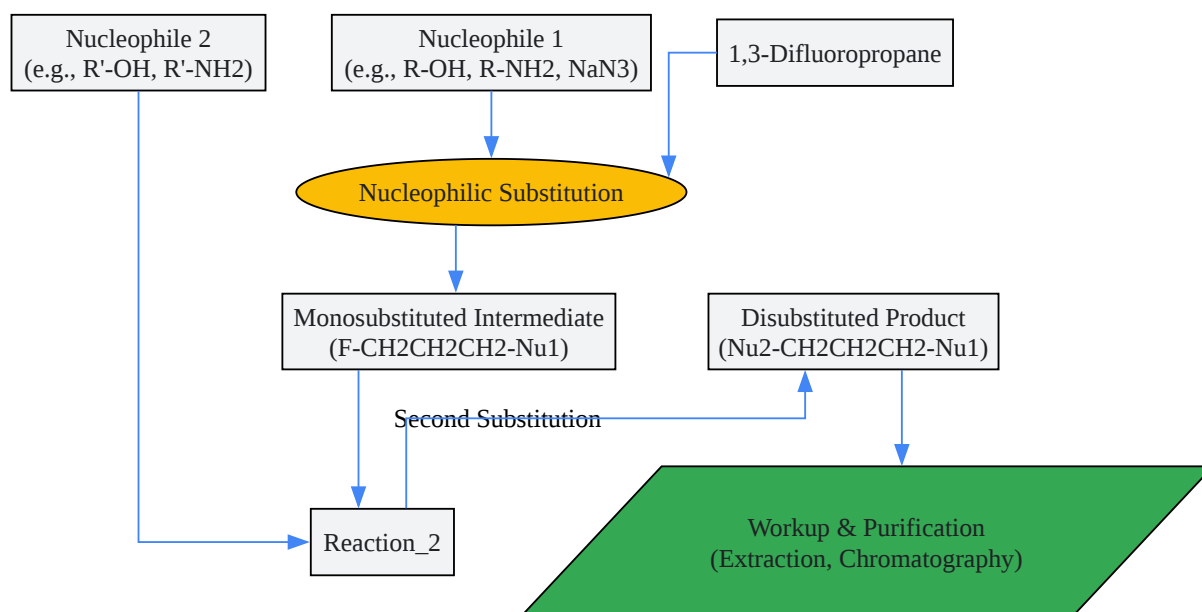 Nucleophile 2
(e.g., R'-OH, R'-NH2)
Nucleophile 1
(e.g., R-OH, R-NH2, NaN3)
1,3-Difluoropropane
Nucleophilic Substitution
Monosubstituted Intermediate
(F-CH2CH2CH2-Nu1)
Disubstituted Product
(Nu2-CH2CH2CH2-Nu1)
Second Substitution
Reaction_2
Workup & Purification
(Extraction, Chromatography)